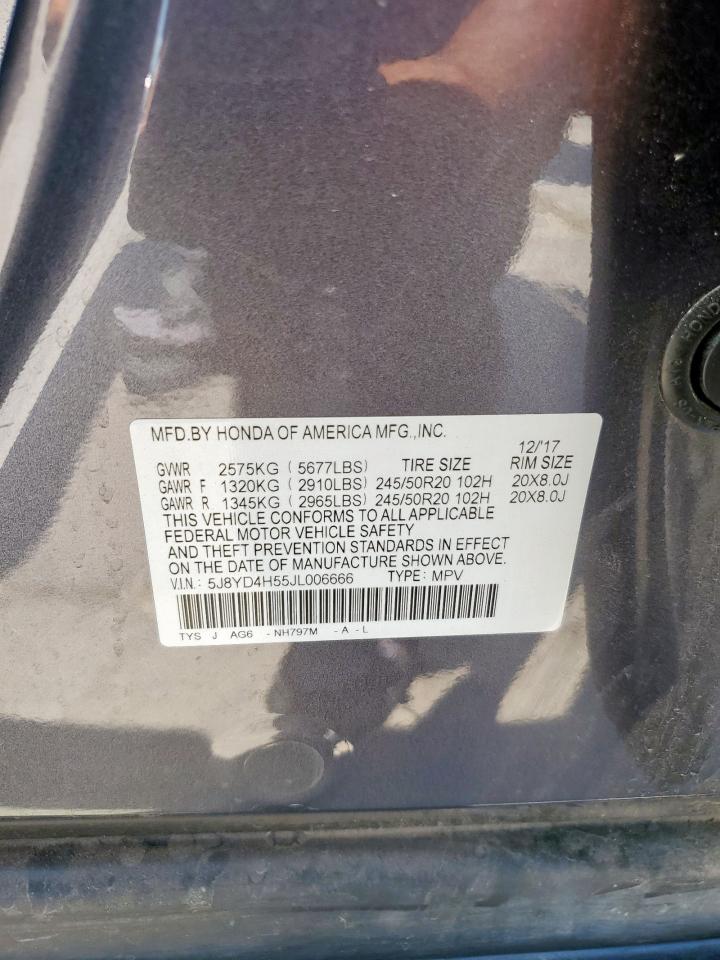 MFD.BY HONDA OF AMERICA MFG.,INC.
12/'17
GVWR 2575KG ( 5677LBS) TIRE SIZE RIM SIZE
GAWR F 1320KG ( 2910LBS) 245/50R20 102H 20X8.0J
GAWR R 1345KG ( 2965LBS) 245/50R20 102H 20X8.0J
THIS VEHICLE CONFORMS TO ALL APPLICABLE
FEDERAL MOTOR VEHICLE SAFETY
AND THEFT PREVENTION STANDARDS IN EFFECT
ON THE DATE OF MANUFACTURE SHOWN ABOVE.
V.I.N.: 5J8YD4H55JL006666 TYPE: MPV
TYS J AG6 - NH797M - A - L
HONDA